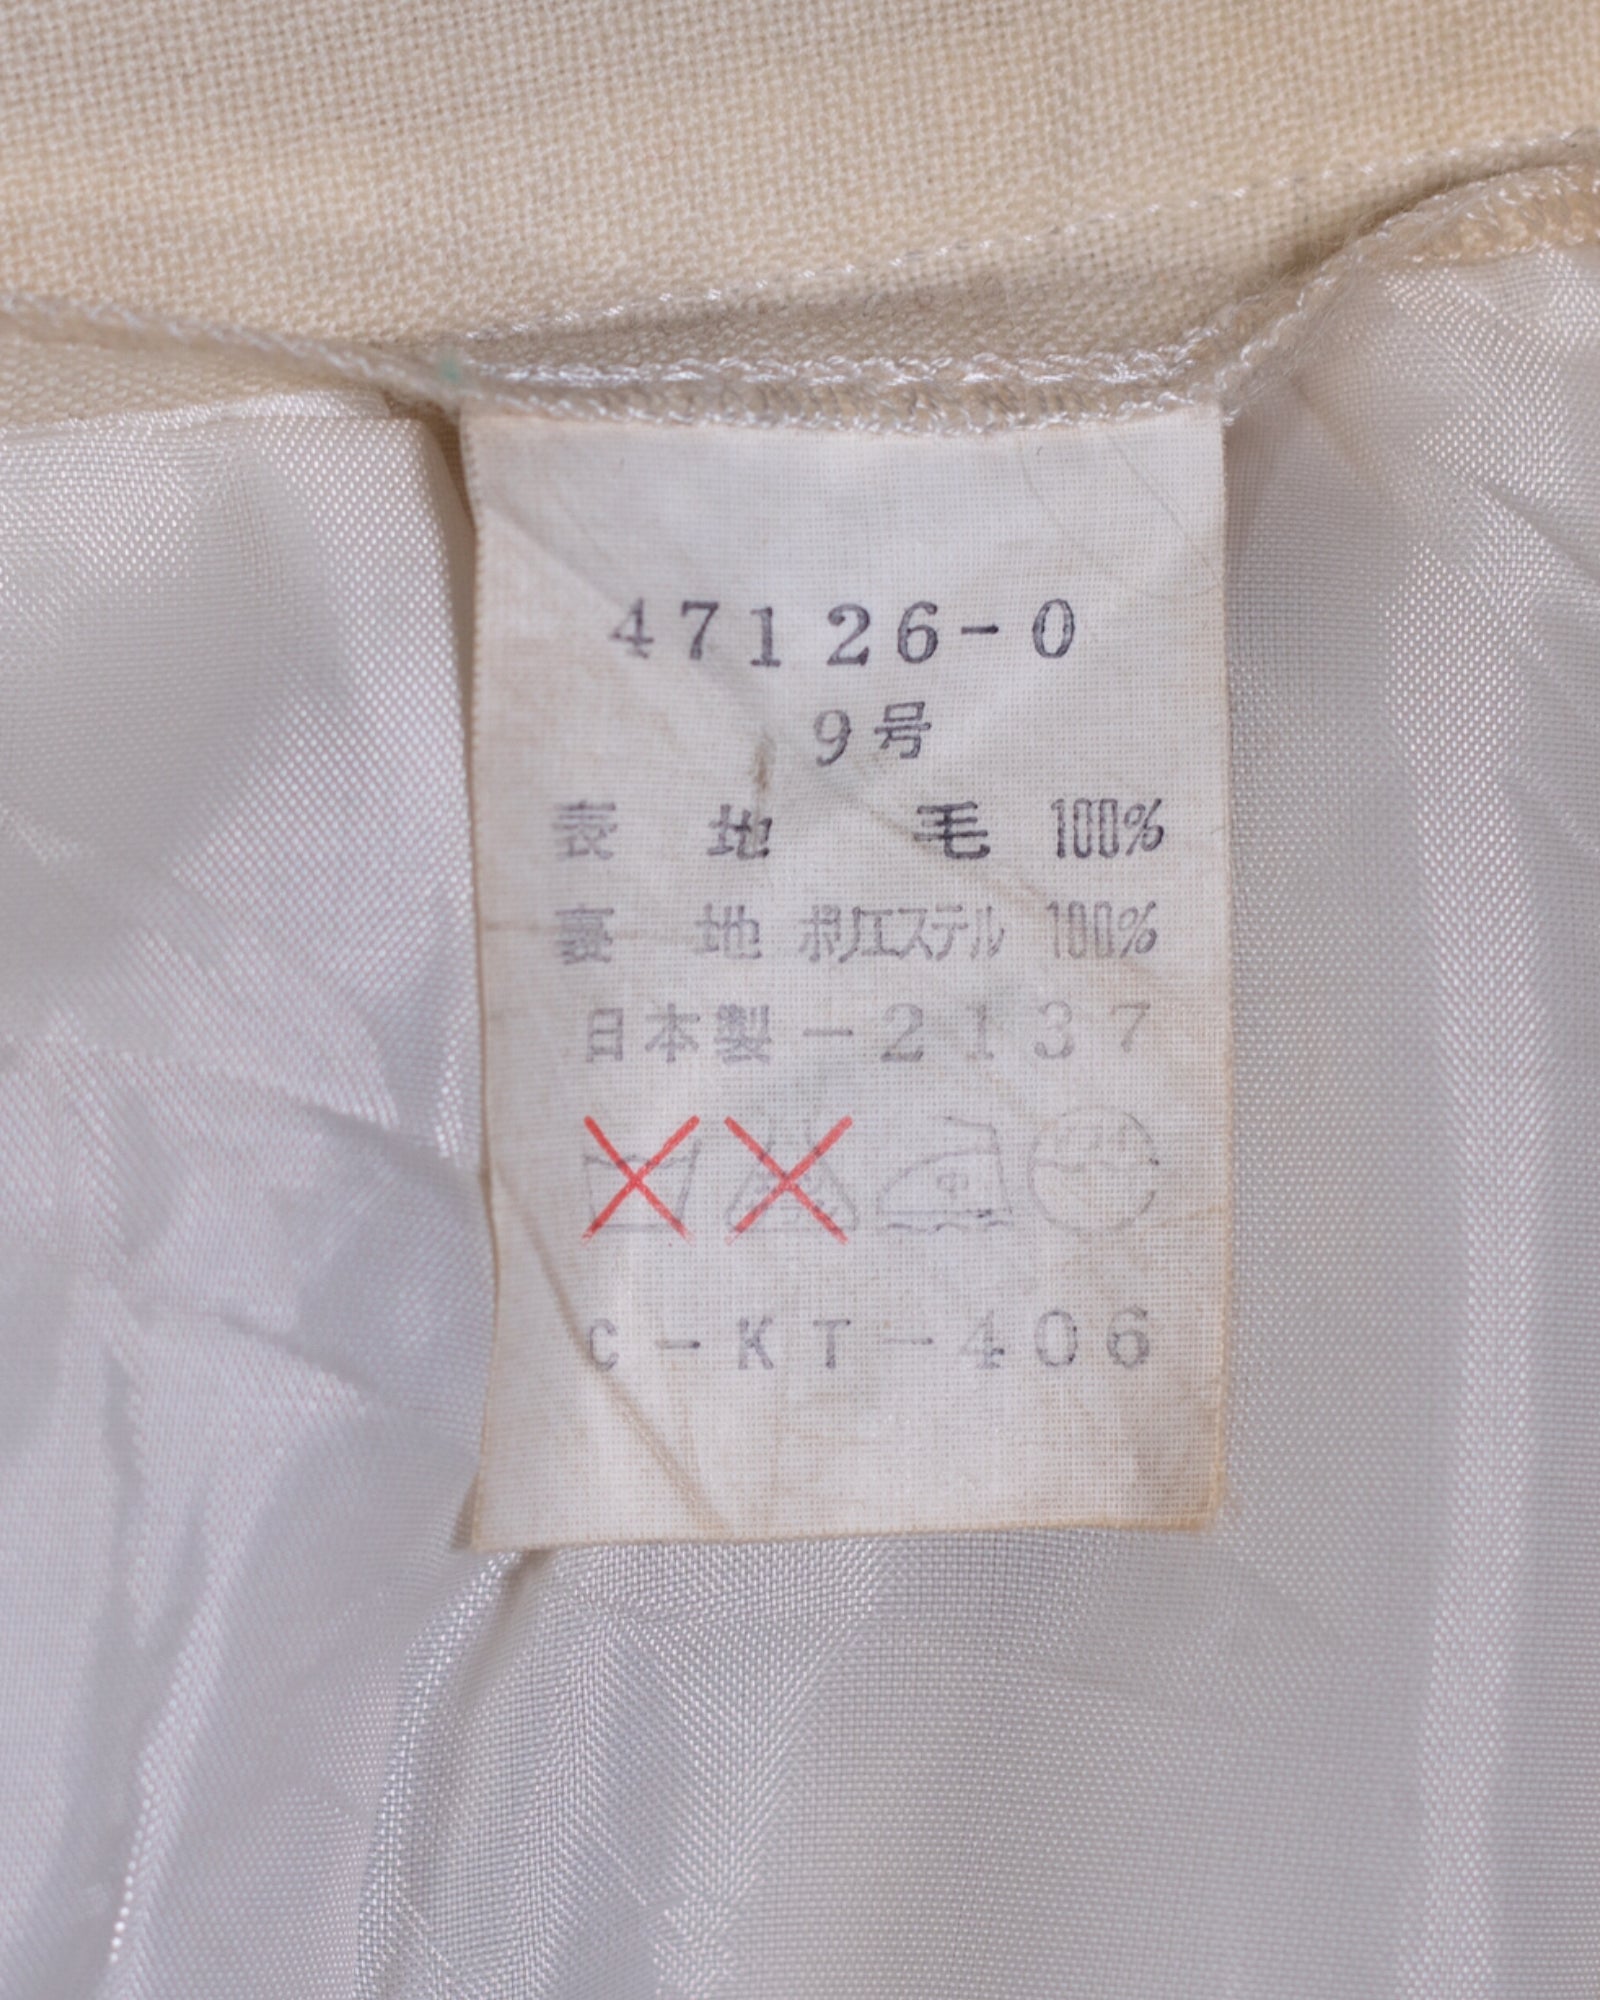 47126-0
9号
表 地 毛 100%
裏 地 ポリエステル 100%
日本製-2137
中
C-KT-406